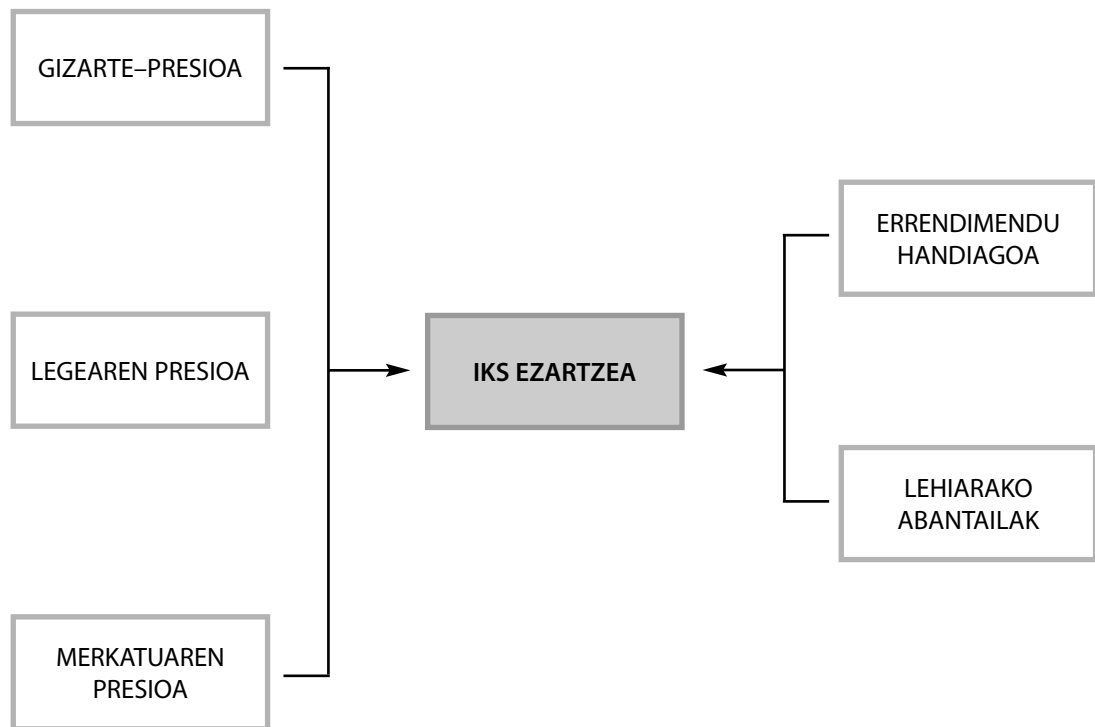 GIZARTE–PRESIOA
LEGEAREN PRESIOA
MERKATUAREN
PRESIOA
IKS EZARTZEA
ERRENDIMENDU
HANDIAGOA
LEHIARAKO
ABANTAILAK